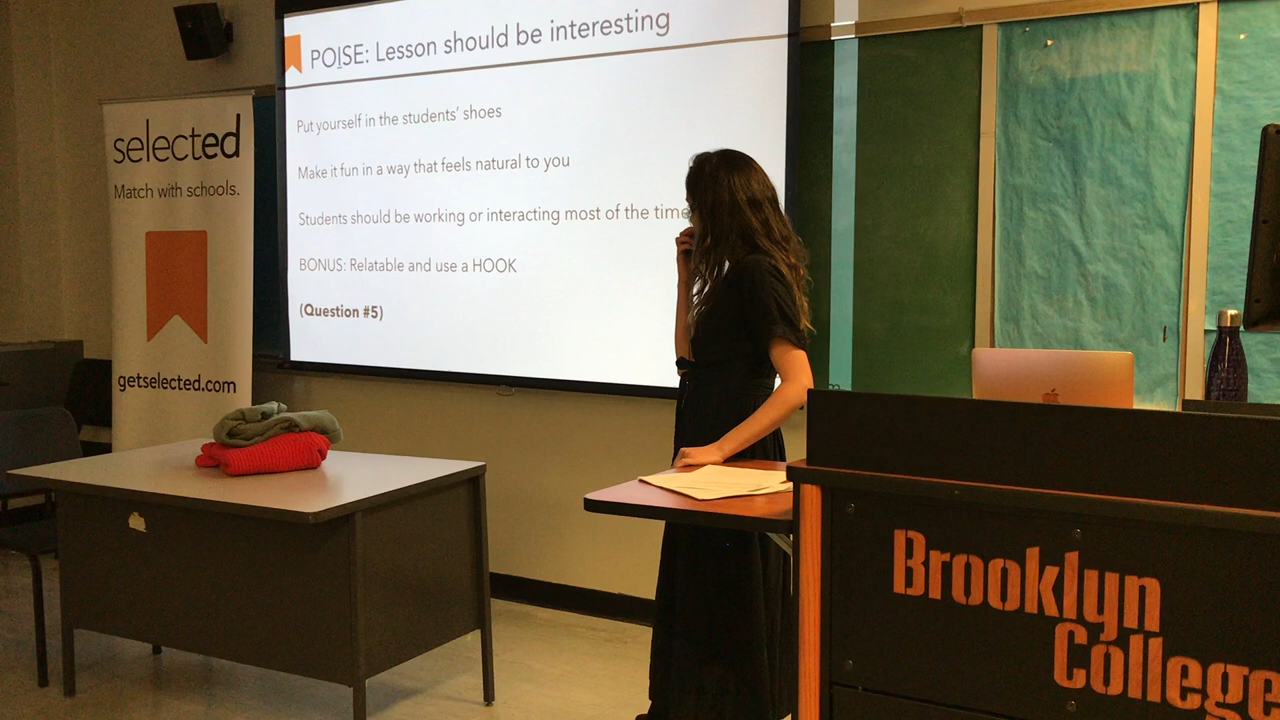 POISE: Lesson should be interesting
Put yourself in the students' shoes
Make it fun in a way that feels natural to you
Students should be working or interacting most of the time
BONUS: Relatable and use a HOOK
(Question #5)
selected
Match with schools.
getselected.com
Brooklyn
College